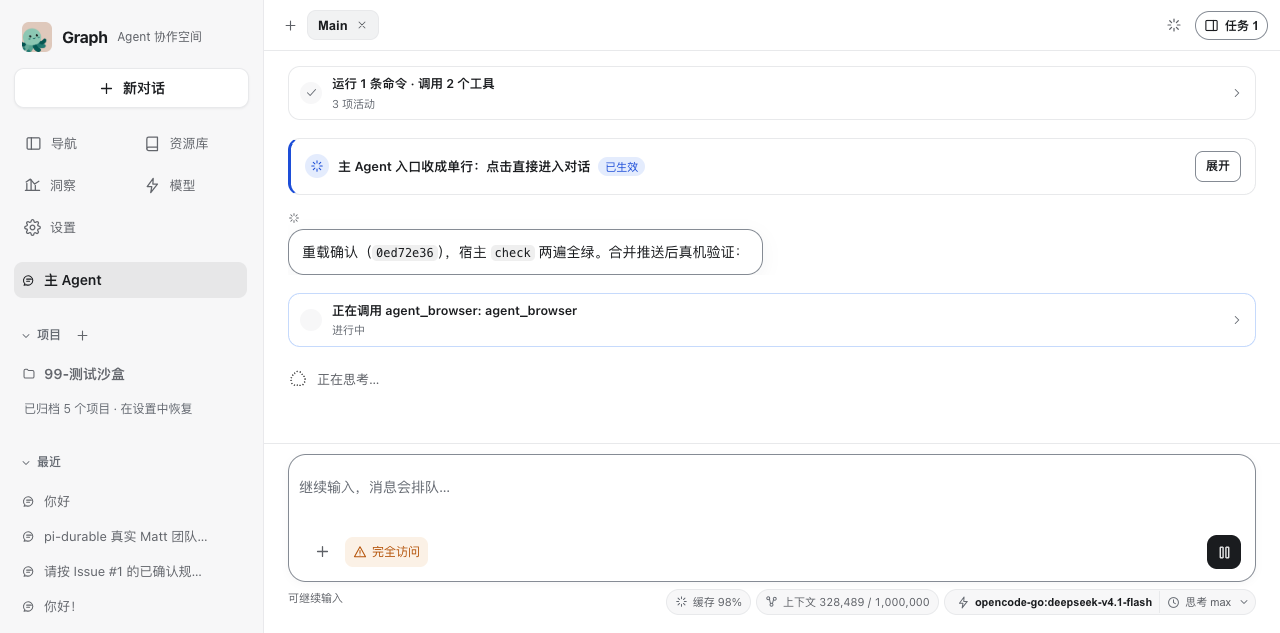 Graph Agent 协作空间
新对话
导航
资源库
洞察
模型
设置
主 Agent
项目
99-测试沙盒
已归档 5 个项目 · 在设置中恢复
最近
你好
pi-durable 真实 Matt 团队...
请按 Issue #1 的已确认规...
你好！
Main
任务 1
运行 1 条命令 · 调用 2 个工具
3 项活动
主 Agent 入口收成单行：点击直接进入对话 已生效
展开
重载确认（0ed72e36），宿主 check 两遍全绿。合并推送后真机验证：
正在调用 agent_browser: agent_browser
进行中
正在思考...
继续输入，消息会排队...
完全访问
可继续输入
缓存 98%
上下文 328,489 / 1,000,000
opencode-go:deepseek-v4.1-flash
思考 max